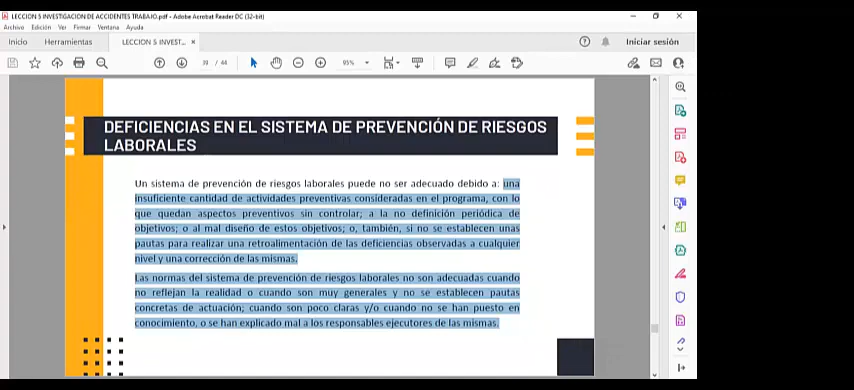 LECCION 5 INVESTIGACION DE ACCIDENTES TRABAJO.pdf - Adobe Acrobat Reader DC (32-bit)
Archivo Edición Ver Firmar Ventana Ayuda
Inicio Herramientas LECCION 5 INVEST... × Iniciar sesión
39 / 44 95%
DEFICIENCIAS EN EL SISTEMA DE PREVENCIÓN DE RIESGOS
LABORALES
Un sistema de prevención de riesgos laborales puede no ser adecuado debido a: una
insuficiente cantidad de actividades preventivas consideradas en el programa, con lo
que quedan aspectos preventivos sin controlar; a la no definición periódica de
objetivos; o al mal diseño de estos objetivos; o, también, si no se establecen unas
pautas para realizar una retroalimentación de las deficiencias observadas a cualquier
nivel y una corrección de las mismas.
Las normas del sistema de prevención de riesgos laborales no son adecuadas cuando
no reflejan la realidad o cuando son muy generales y no se establecen pautas
concretas de actuación; cuando son poco claras y/o cuando no se han puesto en
conocimiento, o se han explicado mal a los responsables ejecutores de las mismas.